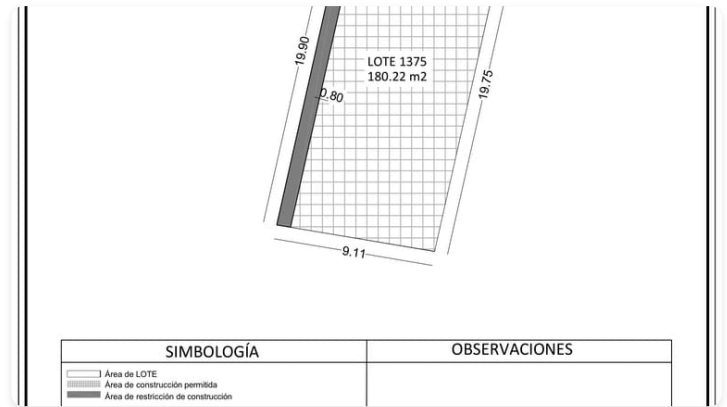 19.90
LOTE 1375
180.22 m2
19.75
0.80
9.11
SIMBOLOGÍA
OBSERVACIONES
Área de LOTE
Área de construcción permitida
Área de restricción de construcción